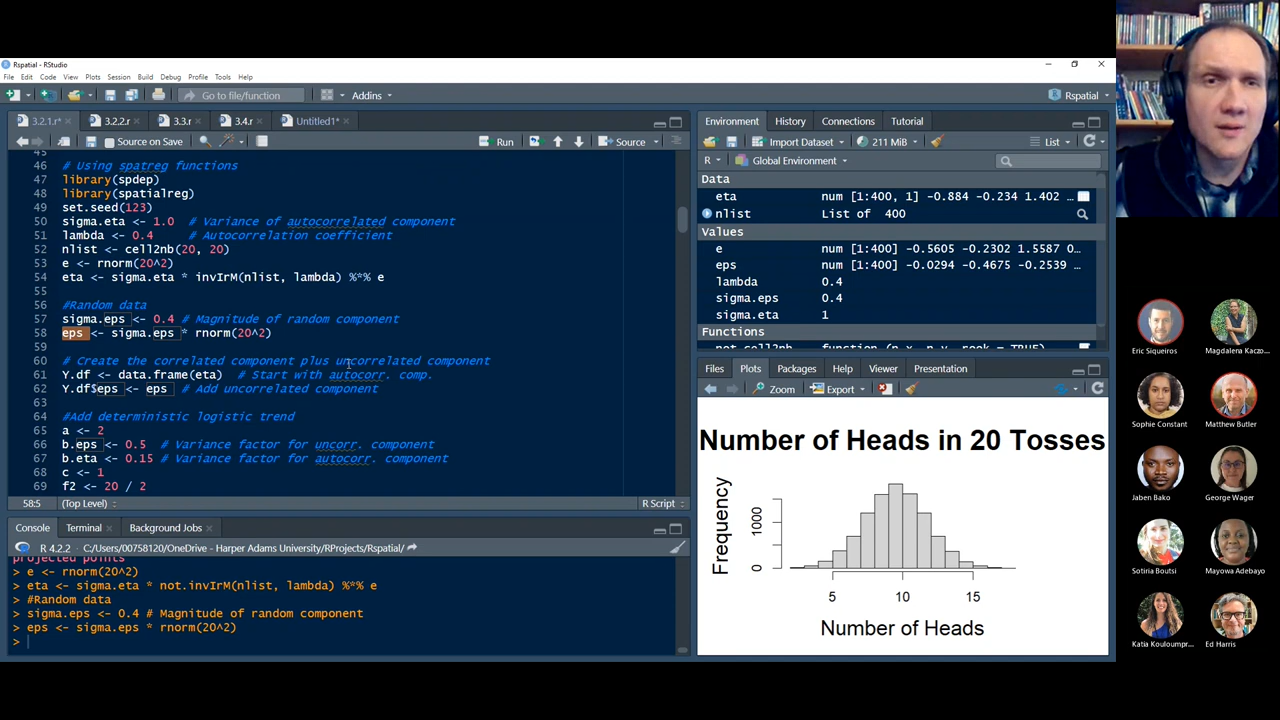 Rspatial - RStudio
File Edit Code View Plots Session Build Debug Profile Tools Help
Go to file/function Addins Rspatial
3.2.1.r* 3.2.2.r 3.3.r 3.4.r Untitled1*
Source on Save Run Source
45
46 # Using spatreg functions
47 library(spdep)
48 library(spatialreg)
49 set.seed(123)
50 sigma.eta <- 1.0 # Variance of autocorrelated component
51 lambda <- 0.4 # Autocorrelation coefficient
52 nlist <- cell2nb(20, 20)
53 e <- rnorm(20^2)
54 eta <- sigma.eta * invIrM(nlist, lambda) %*% e
55
56 #Random data
57 sigma.eps <- 0.4 # Magnitude of random component
58 eps <- sigma.eps * rnorm(20^2)
59
60 # Create the correlated component plus uncorrelated component
61 Y.df <- data.frame(eta) # Start with autocorr. comp.
62 Y.df$eps <- eps # Add uncorrelated component
63
64 #Add deterministic logistic trend
65 a <- 2
66 b.eps <- 0.5 # Variance factor for uncorr. component
67 b.eta <- 0.15 # Variance factor for autocorr. component
68 c <- 1
69 f2 <- 20 / 2
58:5 (Top Level) R Script
Console Terminal Background Jobs
R 4.2.2 · C:/Users/00758120/OneDrive - Harper Adams University/RProjects/Rspatial/
projected points
> e <- rnorm(20^2)
> eta <- sigma.eta * not.invIrM(nlist, lambda) %*% e
> #Random data
> sigma.eps <- 0.4 # Magnitude of random component
> eps <- sigma.eps * rnorm(20^2)
>
Environment History Connections Tutorial
Import Dataset 211 MiB List
R Global Environment
Data
eta num [1:400, 1] -0.884 -0.234 1.402 ...
nlist List of 400
Values
e num [1:400] -0.5605 -0.2302 1.5587 0…
eps num [1:400] -0.0294 -0.4675 -0.2539 …
lambda 0.4
sigma.eps 0.4
sigma.eta 1
Functions
Files Plots Packages Help Viewer Presentation
Zoom Export
Number of Heads in 20 Tosses
Frequency
1000
0
5 10 15
Number of Heads
Eric Siqueiros Magdalena Kaczo...
Sophie Constant Matthew Butler
Jaben Bako George Wager
Sotiria Boutsi Mayowa Adebayo
Katia Kouloumpr... Ed Harris